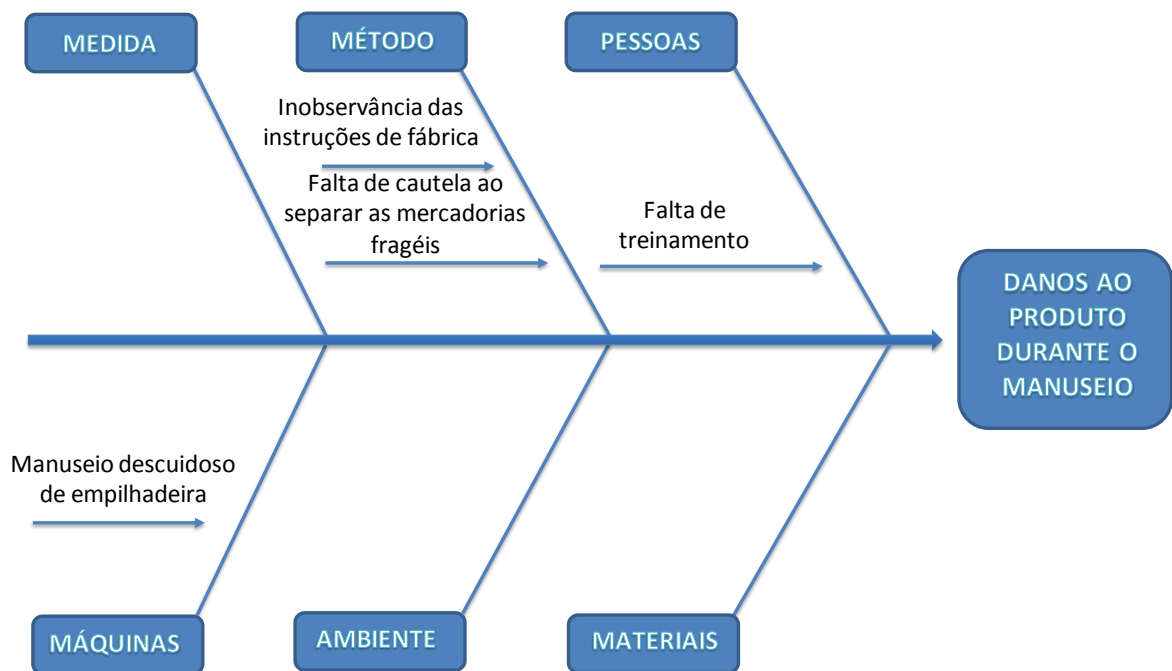 MEDIDA
MÉTODO
PESSOAS
Inobservância das
instruções de fábrica
Falta de cautela ao
separar as mercadorias
fragéis
Falta de
treinamento
DANOS AO
PRODUTO
DURANTE O
MANUSEIO
Manuseio descuidoso
de empilhadeira
MÁQUINAS
AMBIENTE
MATERIAIS